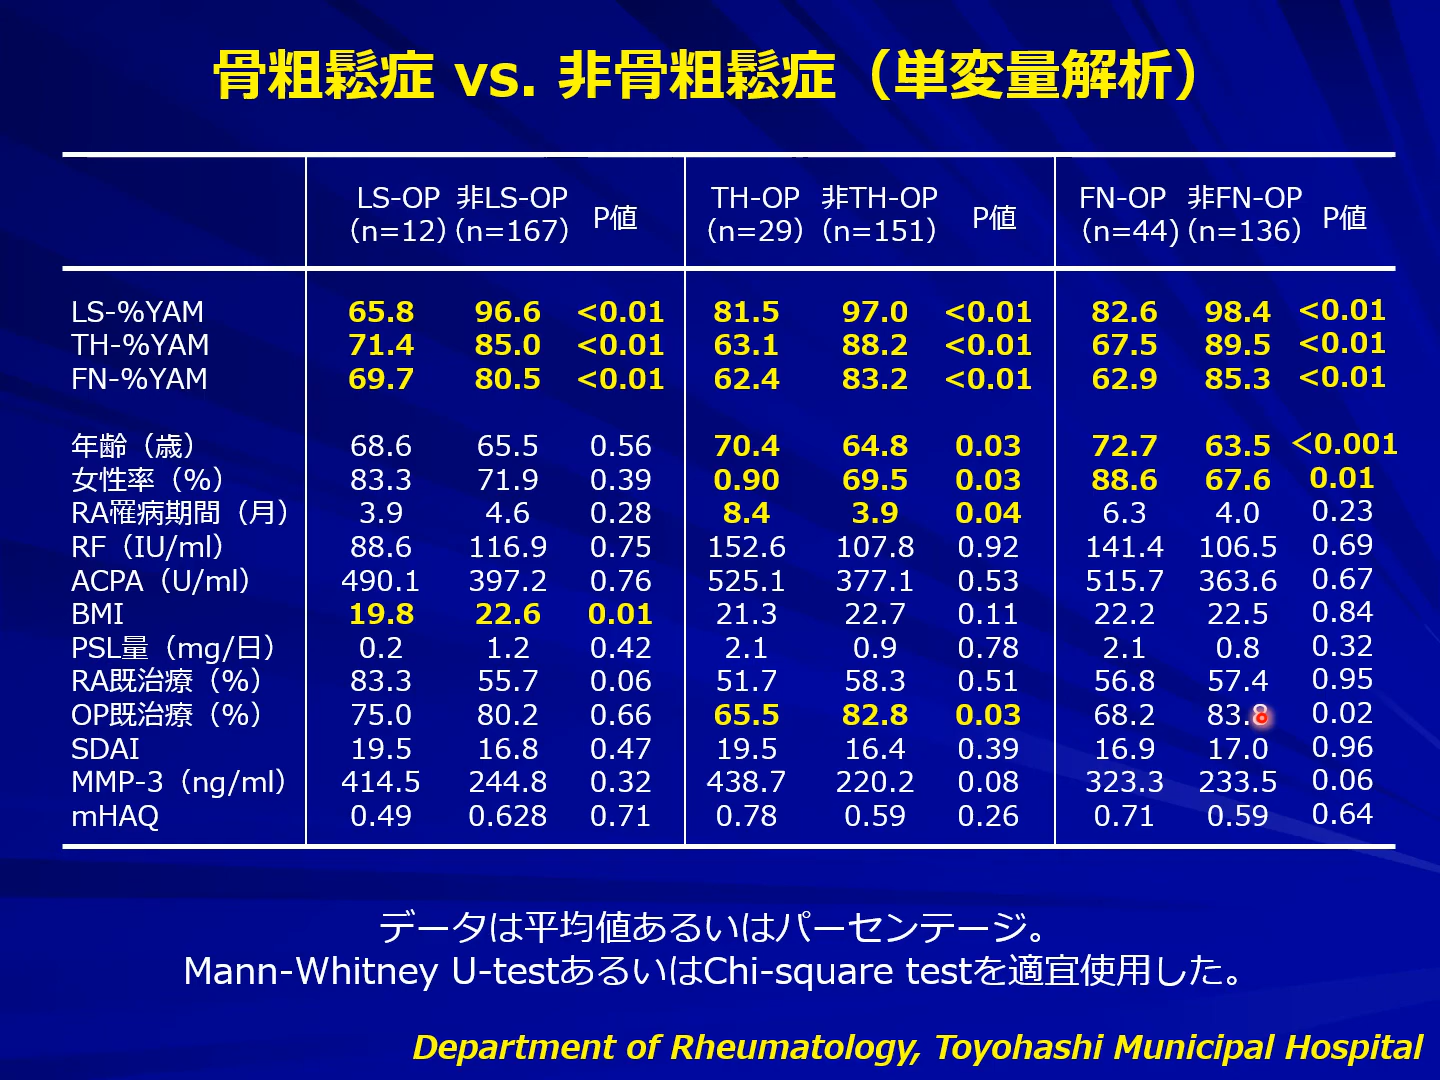 骨粗鬆症 vs. 非骨粗鬆症（単変量解析）
LS-OP 非LS-OP P値 TH-OP 非TH-OP P値 FN-OP 非FN-OP P値
（n=12）（n=167） （n=29）（n=151） （n=44）（n=136）
LS-%YAM 65.8 96.6 <0.01 81.5 97.0 <0.01 82.6 98.4 <0.01
TH-%YAM 71.4 85.0 <0.01 63.1 88.2 <0.01 67.5 89.5 <0.01
FN-%YAM 69.7 80.5 <0.01 62.4 83.2 <0.01 62.9 85.3 <0.01
年齢（歳） 68.6 65.5 0.56 70.4 64.8 0.03 72.7 63.5 <0.001
女性率（%） 83.3 71.9 0.39 0.90 69.5 0.03 88.6 67.6 0.01
RA罹病期間（月） 3.9 4.6 0.28 8.4 3.9 0.04 6.3 4.0 0.23
RF（IU/ml） 88.6 116.9 0.75 152.6 107.8 0.92 141.4 106.5 0.69
ACPA（U/ml） 490.1 397.2 0.76 525.1 377.1 0.53 515.7 363.6 0.67
BMI 19.8 22.6 0.01 21.3 22.7 0.11 22.2 22.5 0.84
PSL量（mg/日） 0.2 1.2 0.42 2.1 0.9 0.78 2.1 0.8 0.32
RA既治療（%） 83.3 55.7 0.06 51.7 58.3 0.51 56.8 57.4 0.95
OP既治療（%） 75.0 80.2 0.66 65.5 82.8 0.03 68.2 83.8 0.02
SDAI 19.5 16.8 0.47 19.5 16.4 0.39 16.9 17.0 0.96
MMP-3（ng/ml） 414.5 244.8 0.32 438.7 220.2 0.08 323.3 233.5 0.06
mHAQ 0.49 0.628 0.71 0.78 0.59 0.26 0.71 0.59 0.64
データは平均値あるいはパーセンテージ。
Mann-Whitney U-testあるいはChi-square testを適宜使用した。
Department of Rheumatology, Toyohashi Municipal Hospital